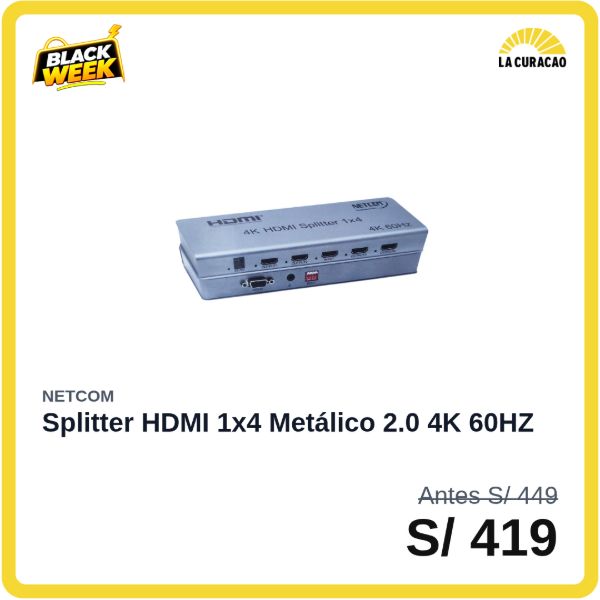 BLACK
WEEK
LA CURACAO
HDMI
NETCOM
4K HDMI Splitter 1x4
4K 60HZ
NETCOM
Splitter HDMI 1x4 Metálico 2.0 4K 60HZ
Antes S/ 449
S/ 419